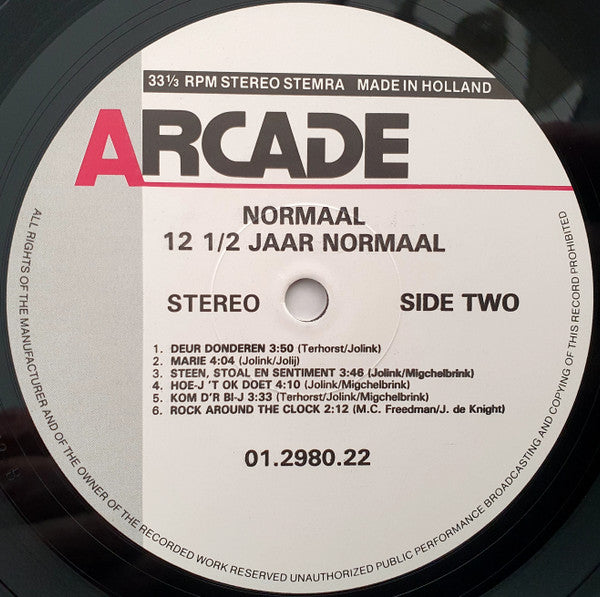 33⅓ RPM STEREO STEMRA MADE IN HOLLAND
ARCADE
NORMAAL
12 1/2 JAAR NORMAAL
STEREO SIDE TWO
1. DEUR DONDEREN 3:50 (Terhorst/Jolink)
2. MARIE 4:04 (Jolink/Jolij)
3. STEEN, STOAL EN SENTIMENT 3:46 (Jolink/Migchelbrink)
4. HOE-J 'T OK DOET 4:10 (Jolink/Migchelbrink)
5. KOM D'R BI-J 3:33 (Terhorst/Jolink/Migchelbrink)
6. ROCK AROUND THE CLOCK 2:12 (M.C. Freedman/J. de Knight)
01.2980.22
ALL RIGHTS OF THE MANUFACTURER AND OF THE OWNER OF THE RECORDED WORK RESERVED UNAUTHORIZED PUBLIC PERFORMANCE BROADCASTING AND COPYING OF THIS RECORD PROHIBITED